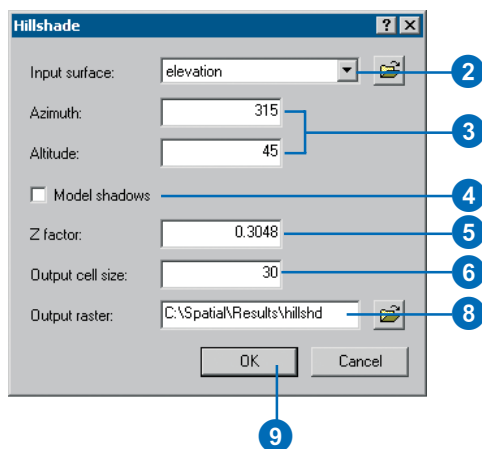 Hillshade
Input surface: elevation 2
Azimuth: 315
3
Altitude: 45
Model shadows 4
Z factor: 0.3048 5
Output cell size: 30 6
Output raster: C:\Spatial\Results\hillshd 8
OK Cancel
9